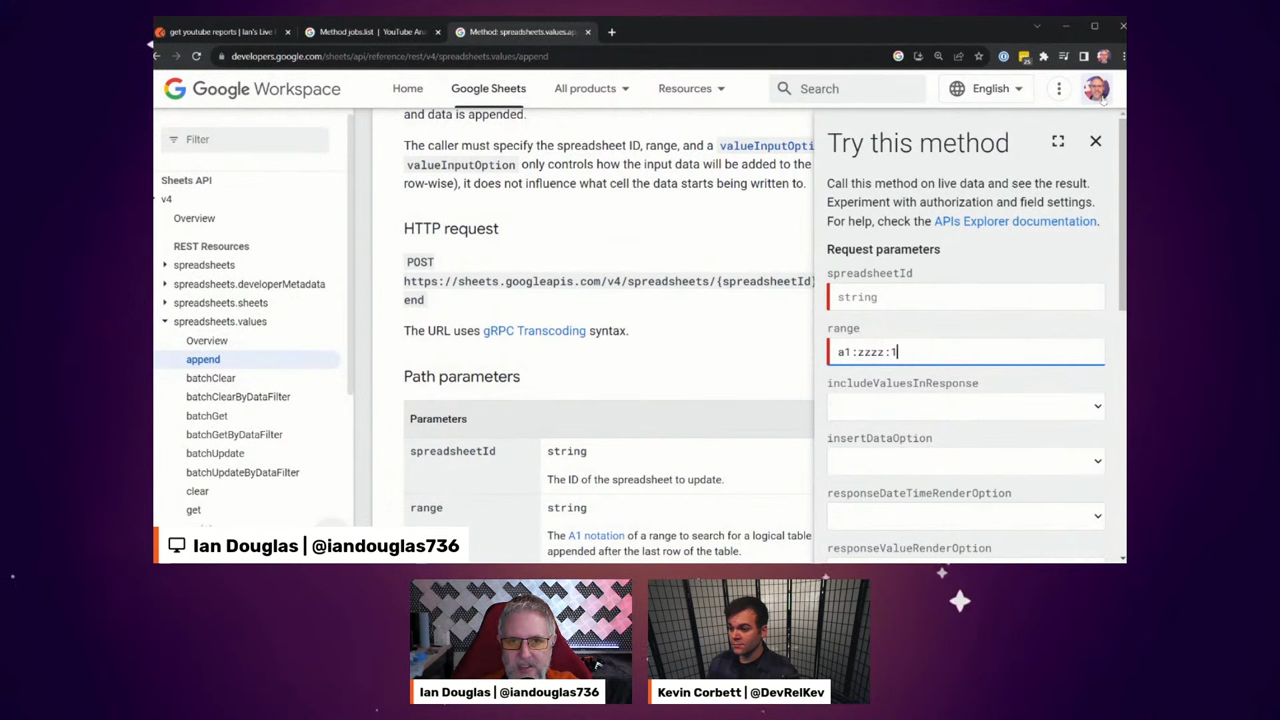 get youtube reports | Ian's Live
Method jobs.list | YouTube An
Method: spreadsheets.values.ap
developers.google.com/sheets/api/reference/rest/v4/spreadsheets.values/append
25
Google Workspace
Home
Google Sheets
All products
Resources
Search
English
Filter
Sheets API
v4
Overview
REST Resources
spreadsheets
spreadsheets.developerMetadata
spreadsheets.sheets
spreadsheets.values
Overview
append
batchClear
batchClearByDataFilter
batchGet
batchGetByDataFilter
batchUpdate
batchUpdateByDataFilter
clear
get
and data is appended.
The caller must specify the spreadsheet ID, range, and a valueInputOpti
valueInputOption only controls how the input data will be added to the
row-wise), it does not influence what cell the data starts being written to.
HTTP request
POST
https://sheets.googleapis.com/v4/spreadsheets/{spreadsheetId}
end
The URL uses gRPC Transcoding syntax.
Path parameters
Parameters
spreadsheetId
string
The ID of the spreadsheet to update.
range
string
The A1 notation of a range to search for a logical table
appended after the last row of the table.
Try this method
Call this method on live data and see the result.
Experiment with authorization and field settings.
For help, check the APIs Explorer documentation.
Request parameters
spreadsheetId
string
range
a1:zzzz:1
includeValuesInResponse
insertDataOption
responseDateTimeRenderOption
responseValueRenderOption
Ian Douglas | @iandouglas736
Ian Douglas | @iandouglas736
Kevin Corbett | @DevRelKev